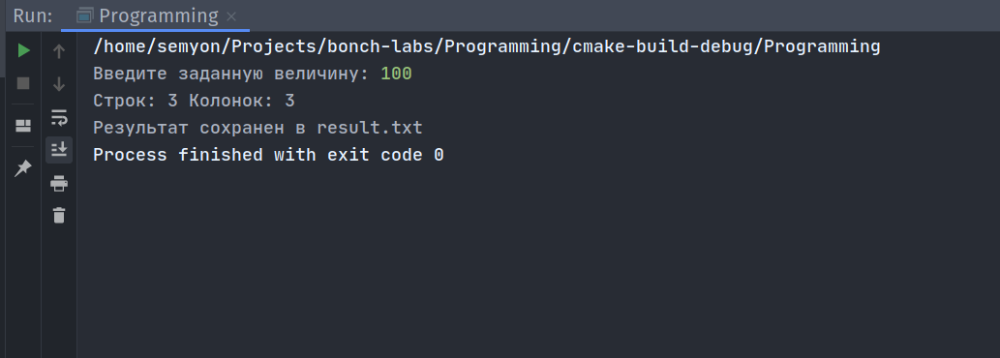 Run: Programming
/home/semyon/Projects/bonch-labs/Programming/cmake-build-debug/Programming
Введите заданную величину: 100
Строк: 3 Колонок: 3
Результат сохранен в result.txt
Process finished with exit code 0